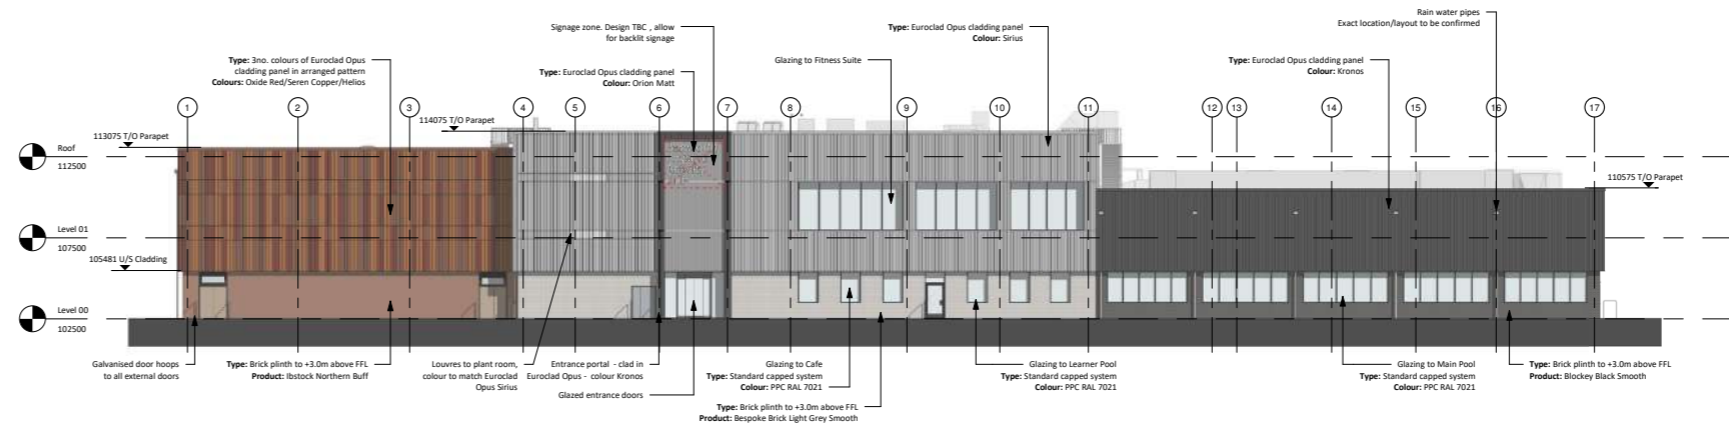 Rain water pipes
Exact location/layout to be confirmed
Signage zone. Design TBC , allow
for backlit signage
Type: Euroclad Opus cladding panel
Colour: Sirius
Type: 3no. colours of Euroclad Opus
cladding panel in arranged pattern
Colours: Oxide Red/Seren Copper/Helios
Type: Euroclad Opus cladding panel
Colour: Orion Matt
Glazing to Fitness Suite
Type: Euroclad Opus cladding panel
Colour: Kronos
1
2
3
4
5
6
7
8
9
10
11
12
13
14
15
16
17
114075 T/O Parapet
113075 T/O Parapet
Roof
112500
110575 T/O Parapet
Level 01
107500
105481 U/S Cladding
Level 00
102500
Galvanised door hoops
to all external doors
Type: Brick plinth to +3.0m above FFL
Product: Ibstock Northern Buff
Louvres to plant room,
colour to match Euroclad
Opus Sirius
Entrance portal - clad in
Euroclad Opus - colour Kronos
Glazed entrance doors
Glazing to Cafe
Type: Standard capped system
Colour: PPC RAL 7021
Type: Brick plinth to +3.0m above FFL
Product: Bespoke Brick Light Grey Smooth
Glazing to Learner Pool
Type: Standard capped system
Colour: PPC RAL 7021
Glazing to Main Pool
Type: Standard capped system
Colour: PPC RAL 7021
Type: Brick plinth to +3.0m above FFL
Product: Blockey Black Smooth